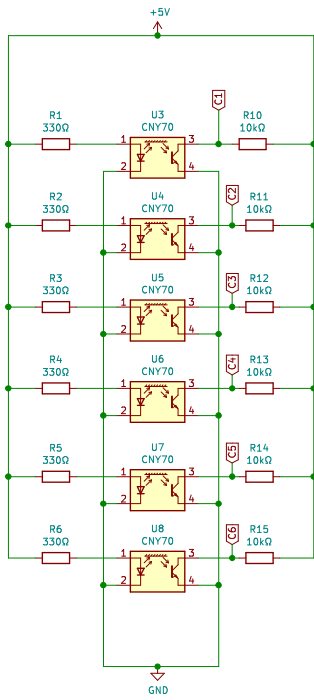 +5V
C1
R1
330Ω
U3
CNY70
R10
10kΩ
1
2
3
4
C2
R2
330Ω
U4
CNY70
R11
10kΩ
1
2
3
4
C3
R3
330Ω
U5
CNY70
R12
10kΩ
1
2
3
4
C4
R4
330Ω
U6
CNY70
R13
10kΩ
1
2
3
4
C5
R5
330Ω
U7
CNY70
R14
10kΩ
1
2
3
4
C6
R6
330Ω
U8
CNY70
R15
10kΩ
1
2
3
4
GND